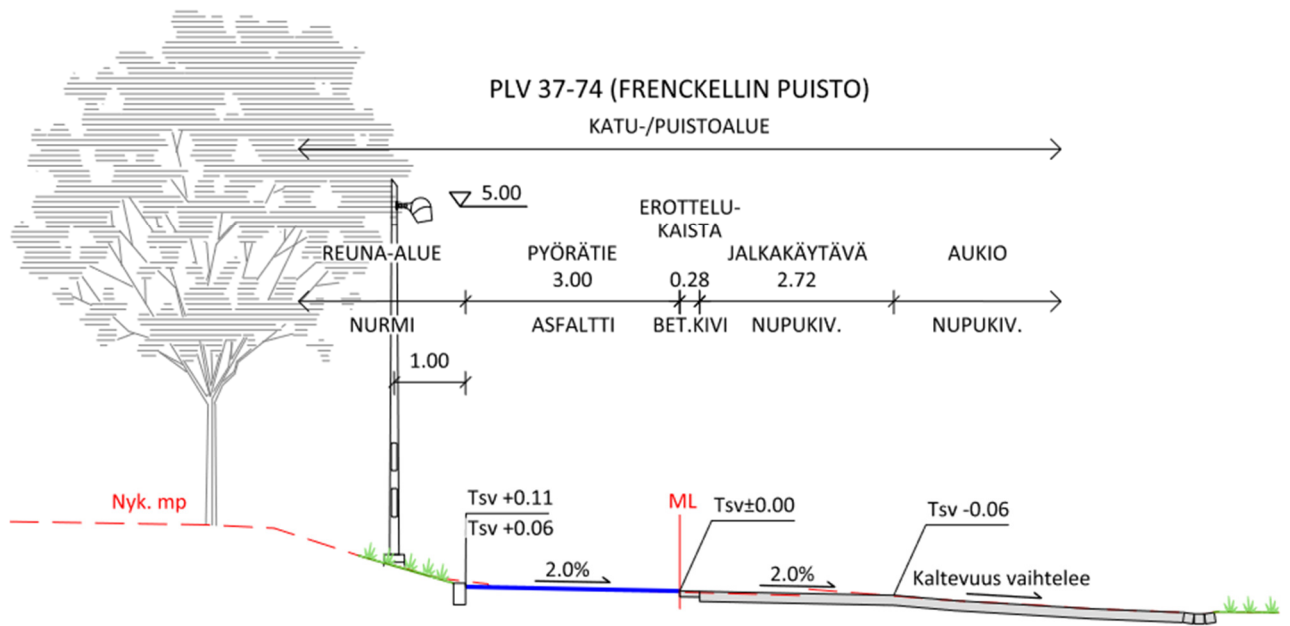 PLV 37-74 (FRENCKELLIN PUISTO)
KATU-/PUISTOALUE
5.00
EROTTELU-
KAISTA
REUNA-ALUE
PYÖRÄTIE
JALKAKÄYTÄVÄ
AUKIO
3.00
0.28
2.72
NURMI
ASFALTTI
BET.KIVI
NUPUKIV.
NUPUKIV.
1.00
Nyk. mp
Tsv +0.11
Tsv +0.06
ML
Tsv±0.00
Tsv -0.06
2.0%
2.0%
Kaltevuus vaihtelee